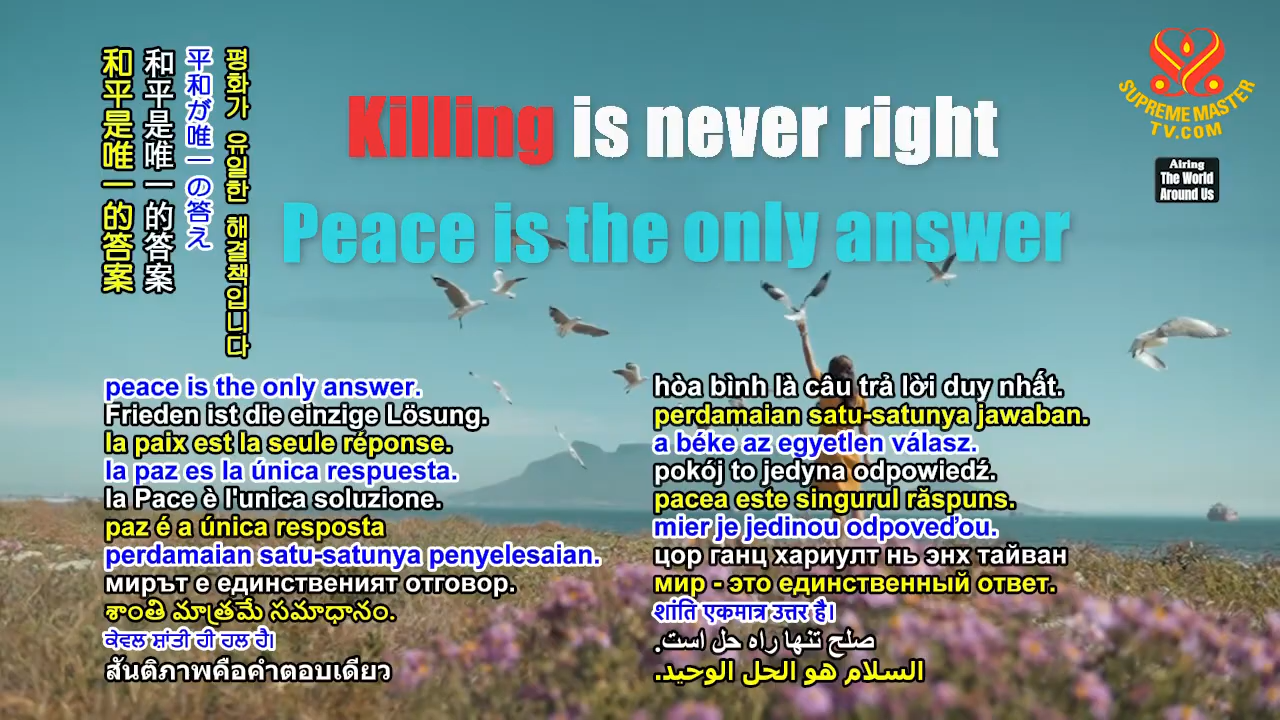 和平是唯一的答案
和平是唯一的答案
平和が唯一の答え
평화가 유일한 해결책입니다
Killing is never right
Peace is the only answer
SUPREME MASTER
TV.COM
Airing
The World
Around Us
peace is the only answer.
Frieden ist die einzige Lösung.
la paix est la seule réponse.
la paz es la única respuesta.
la Pace è l'unica soluzione.
paz é a única resposta
perdamaian satu-satunya penyelesaian.
мирът е единственият отговор.
శాంతి మాత్రమే సమాధానం.
ਕੇਵਲ ਸ਼ਾਂਤੀ ਹੀ ਹਲ ਹੈ।
สันติภาพคือคำตอบเดียว
hòa bình là câu trả lời duy nhất.
perdamaian satu-satunya jawaban.
a béke az egyetlen válasz.
pokój to jedyna odpowiedź.
pacea este singurul răspuns.
mier je jedinou odpoveďou.
цор ганц хариулт нь энх тайван
мир - это единственный ответ.
शांति एकमात्र उत्तर है।
صلح تنها راه حل است.
السلام هو الحل الوحيد.